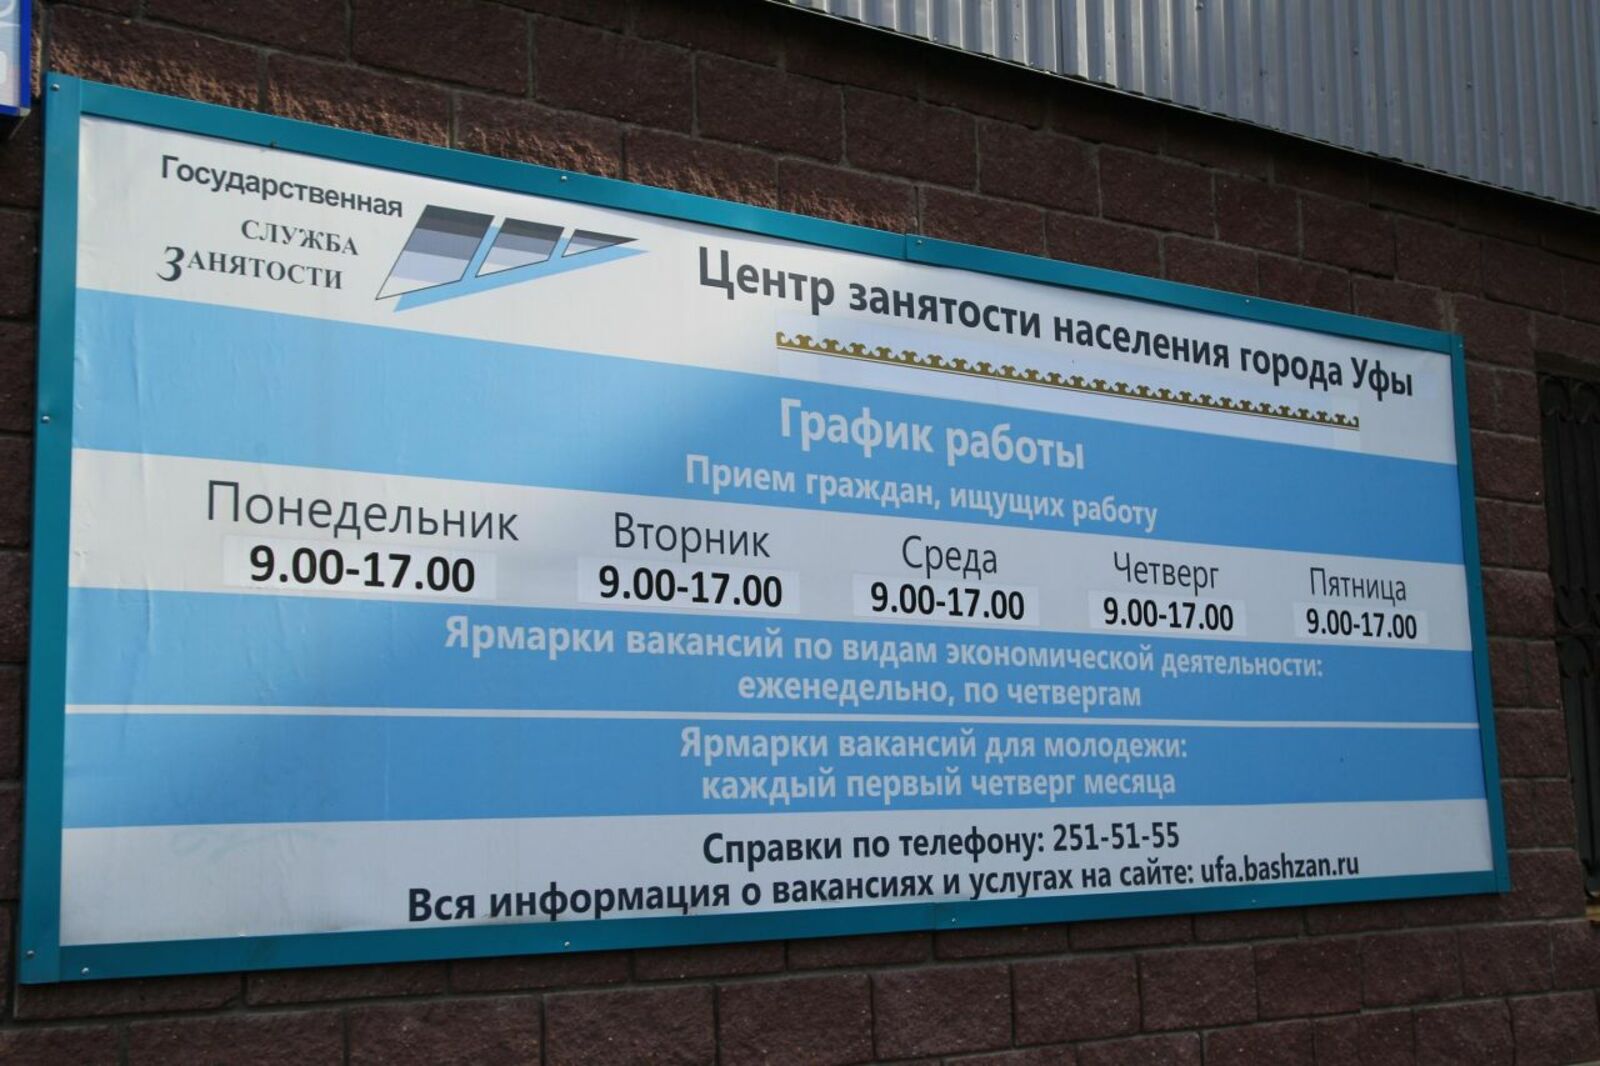 Государственная
СЛУЖБА
ЗАНЯТОСТИ
Центр занятости населения города Уфы
График работы
Прием граждан, ищущих работу
Понедельник Вторник Среда Четверг Пятница
9.00-17.00 9.00-17.00 9.00-17.00 9.00-17.00 9.00-17.00
Ярмарки вакансий по видам экономической деятельности:
еженедельно, по четвергам
Ярмарки вакансий для молодежи:
каждый первый четверг месяца
Справки по телефону: 251-51-55
Вся информация о вакансиях и услугах на сайте: ufa.bashzan.ru